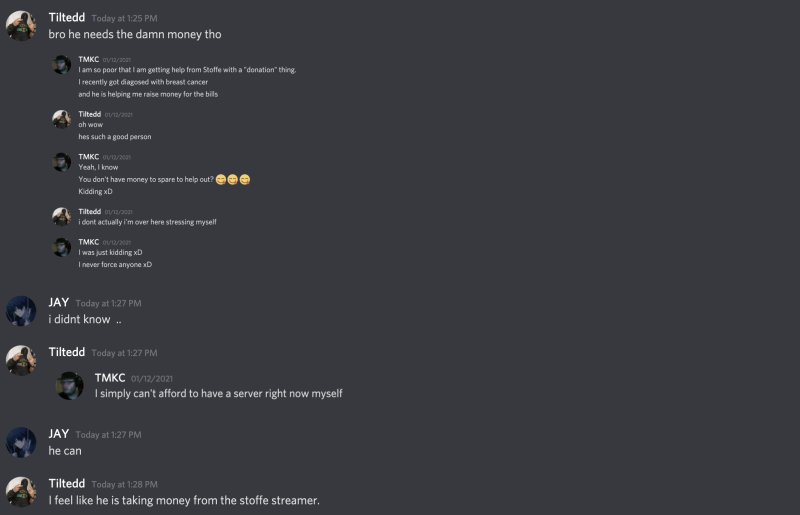 Tiltedd Today at 1:25 PM
bro he needs the damn money tho
TMKC 01/12/2021
I am so poor that I am getting help from Stoffe with a "donation" thing.
I recently got diagosed with breast cancer
and he is helping me raise money for the bills
Tiltedd 01/12/2021
oh wow
hes such a good person
TMKC 01/12/2021
Yeah, I know
You don't have money to spare to help out? 😋😋😋
Kidding xD
Tiltedd 01/12/2021
i dont actually i'm over here stressing myself
TMKC 01/12/2021
I was just kidding xD
I never force anyone xD
JAY Today at 1:27 PM
i didnt know ..
Tiltedd Today at 1:27 PM
TMKC 01/12/2021
I simply can't afford to have a server right now myself
JAY Today at 1:27 PM
he can
Tiltedd Today at 1:28 PM
I feel like he is taking money from the stoffe streamer.